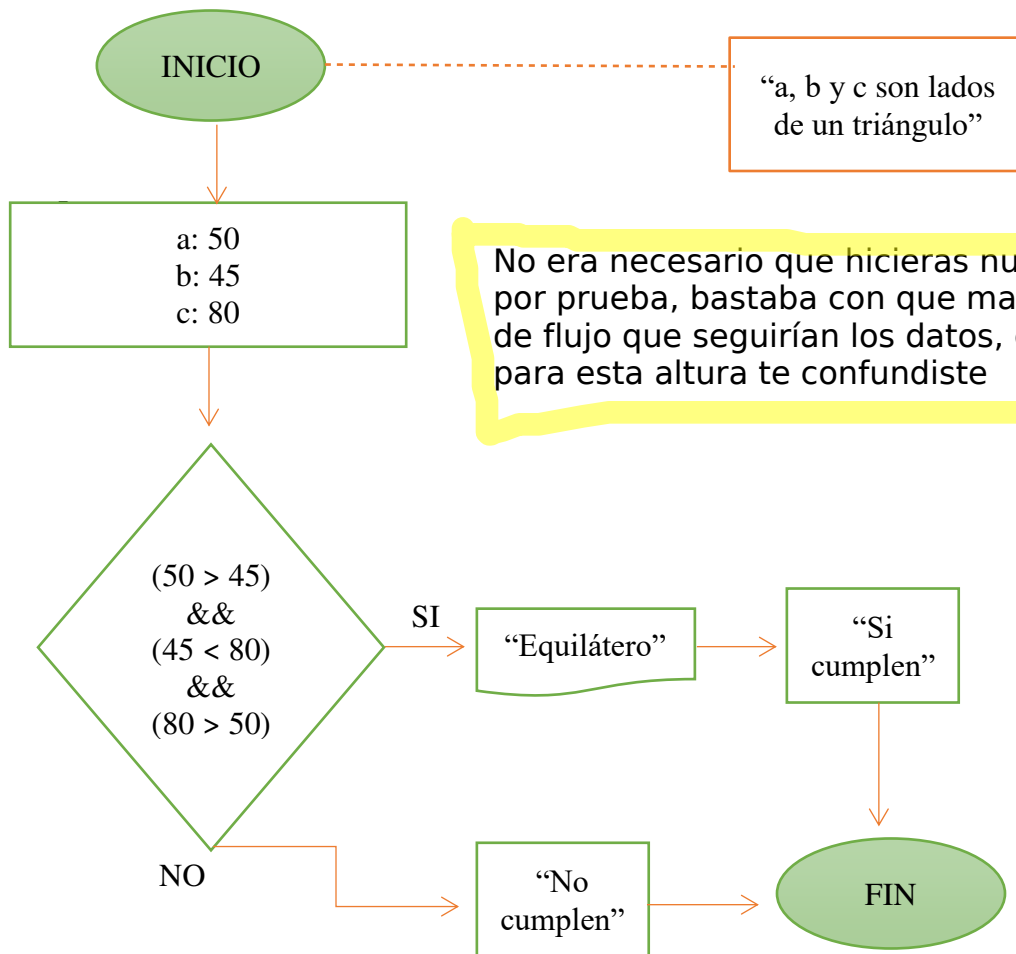 INICIO
“a, b y c son lados
de un triángulo”
a: 50
b: 45
c: 80
No era necesario que hicieras
por prueba, bastaba con que
de flujo que seguirían los datos,
para esta altura te confundiste
(50 > 45)
&&
(45 < 80)
&&
(80 > 50)
SI
“Equilátero”
“Si
cumplen”
NO
“No
cumplen”
FIN